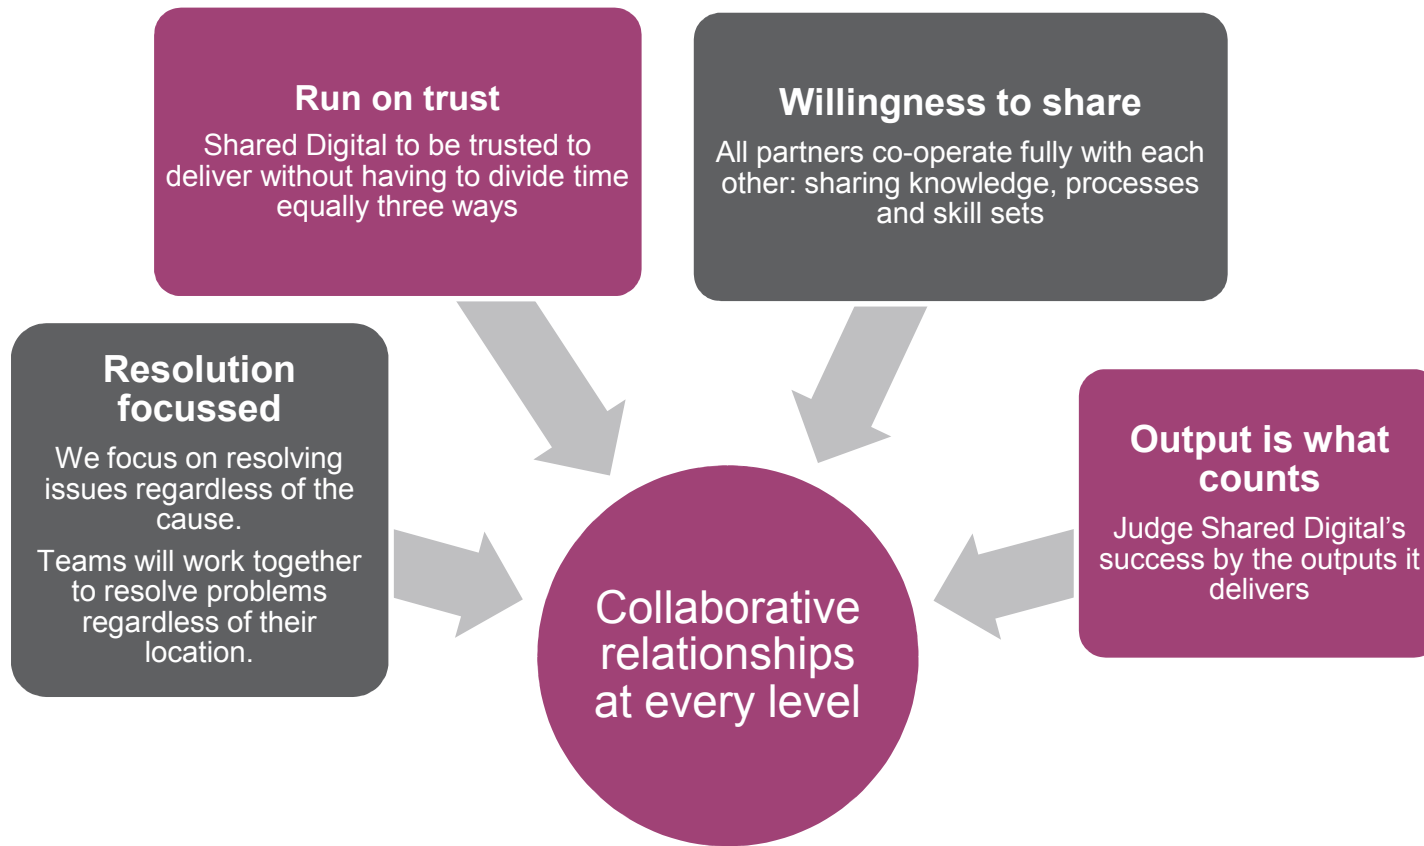 Run on trust
Shared Digital to be trusted to
deliver without having to divide time
equally three ways
Willingness to share
All partners co-operate fully with each
other: sharing knowledge, processes
and skill sets
Resolution
focussed
We focus on resolving
issues regardless of the
cause.
Teams will work together
to resolve problems
regardless of their
location.
Output is what
counts
Judge Shared Digital’s
success by the outputs it
delivers
Collaborative
relationships
at every level